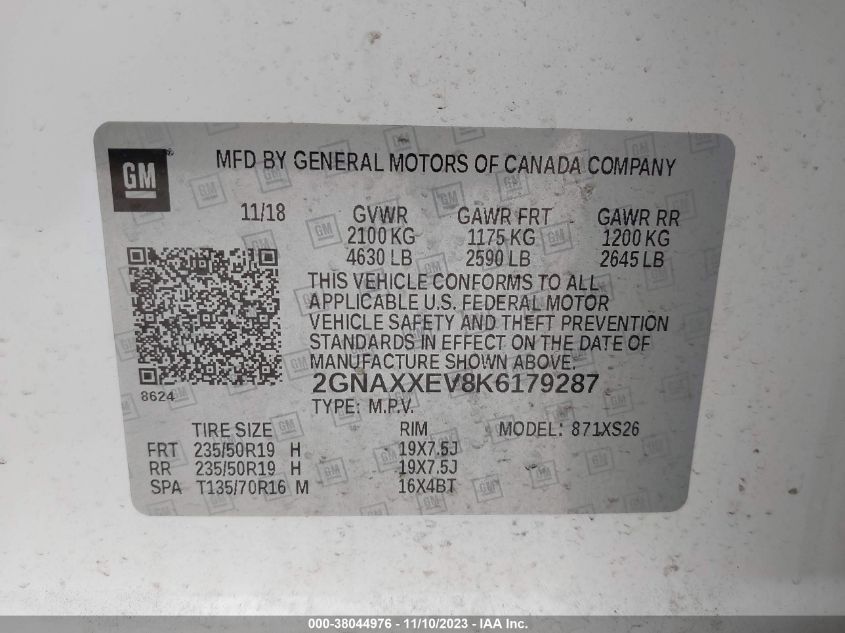 GM
MFD BY GENERAL MOTORS OF CANADA COMPANY
11/18 GVWR GAWR FRT GAWR RR
2100 KG 1175 KG 1200 KG
4630 LB 2590 LB 2645 LB
THIS VEHICLE CONFORMS TO ALL
APPLICABLE U.S. FEDERAL MOTOR
VEHICLE SAFETY AND THEFT PREVENTION
STANDARDS IN EFFECT ON THE DATE OF
MANUFACTURE SHOWN ABOVE.
8624
2GNAXXEV8K6179287
TYPE: M.P.V.
TIRE SIZE RIM MODEL: 871XS26
FRT 235/50R19 H 19X7.5J
RR 235/50R19 H 19X7.5J
SPA T135/70R16 M 16X4BT
000-38044976 - 11/10/2023 - IAA Inc.